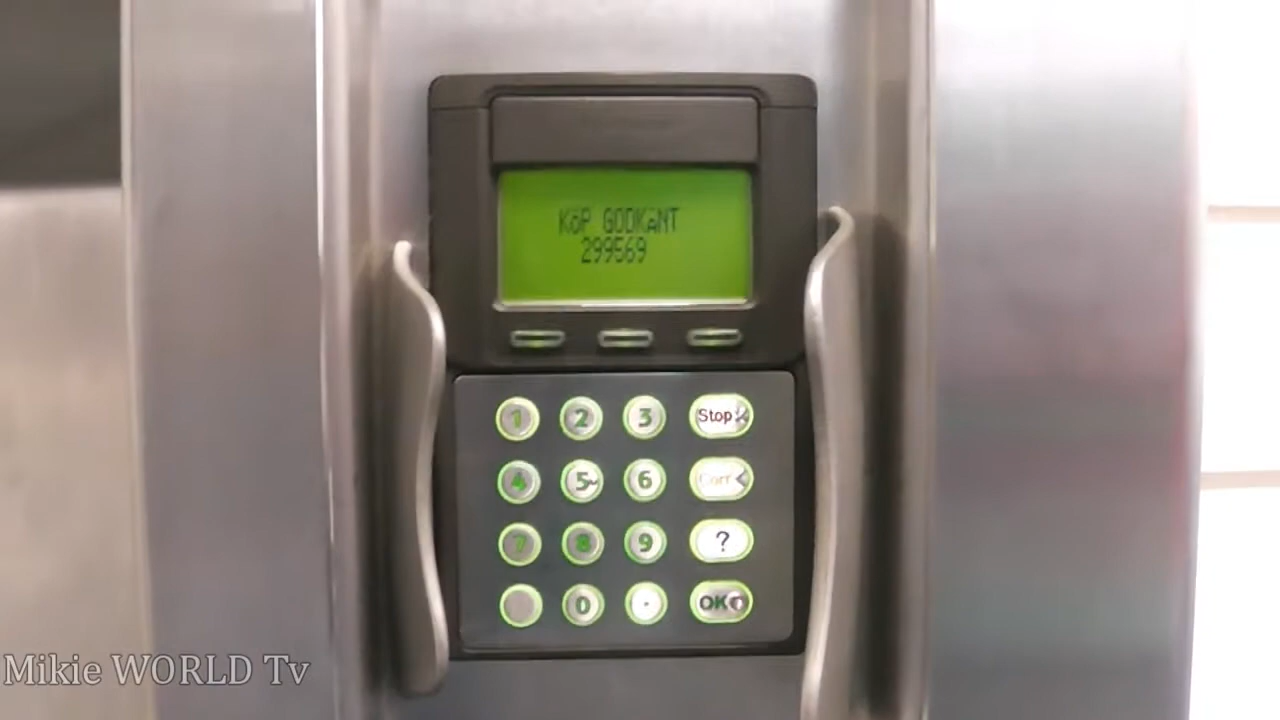 KöP GODKäNT
299569
1 2 3 Stop
4 5 6 Corr
7 8 9 ?
0 . OK
Mikie WORLD Tv